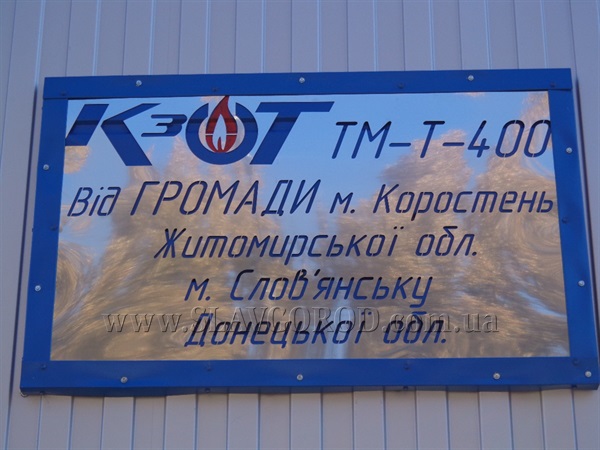 КЗОТ ТМ-Т-400
Від ГРОМАДИ м. Коростень
Житомирської обл.
м. Слов'янську
www.SLAVGOROD.com.ua
Донецької обл.